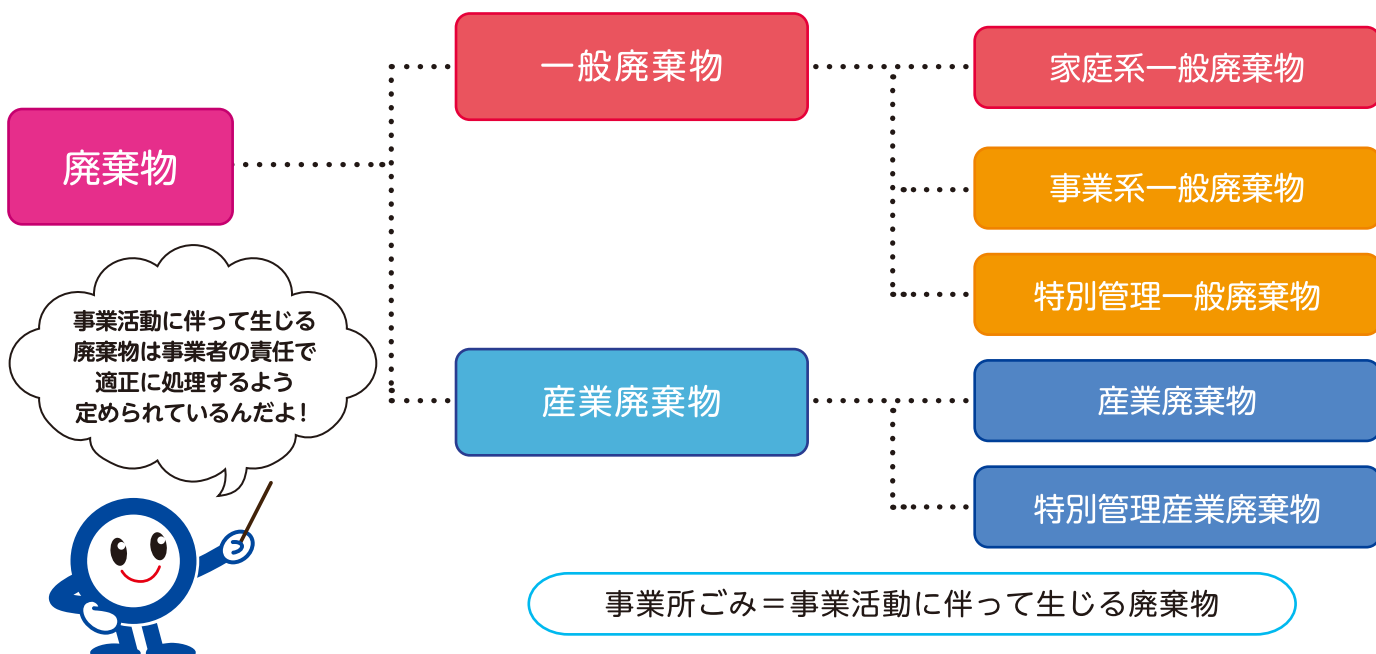 廃棄物
一般廃棄物
産業廃棄物
家庭系一般廃棄物
事業系一般廃棄物
特別管理一般廃棄物
産業廃棄物
特別管理産業廃棄物
事業活動に伴って生じる
廃棄物は事業者の責任で
適正に処理するよう
定められているんだよ！
事業所ごみ＝事業活動に伴って生じる廃棄物